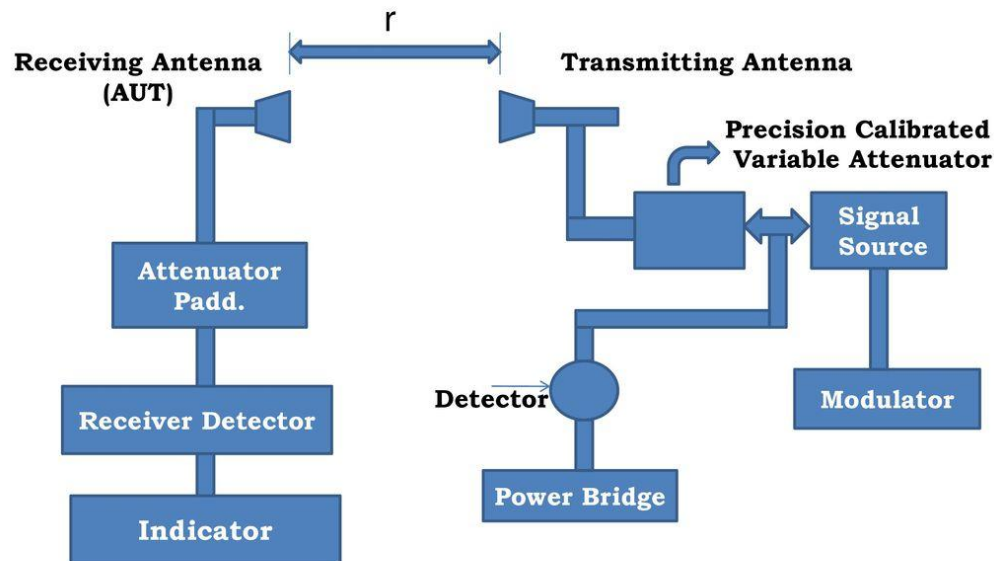 r
Receiving Antenna
(AUT)
Transmitting Antenna
Precision Calibrated
Variable Attenuator
Signal
Source
Attenuator
Padd.
Receiver Detector
Detector
Modulator
Power Bridge
Indicator